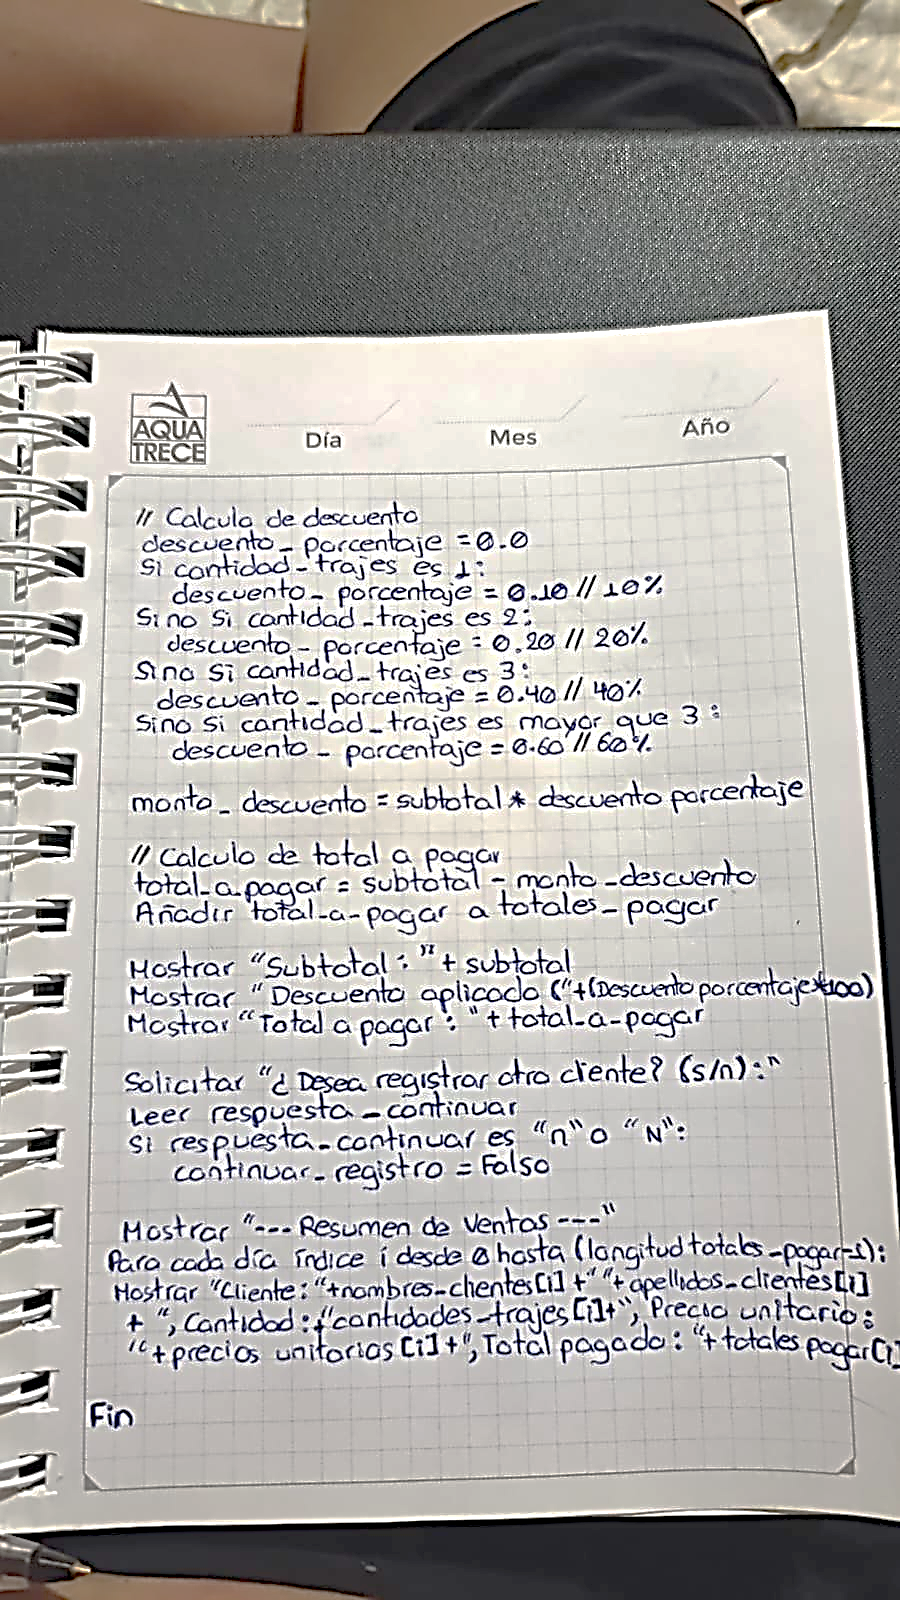 AQUA
TRECE
Día Mes Año
// Calculo de descuento
descuento_porcentaje = 0.0
Si cantidad_trajes es 1:
descuento_porcentaje = 0.10 // 10%
Si no si cantidad_trajes es 2:
descuento_porcentaje = 0.20 // 20%
Sino si cantidad_trajes es 3:
descuento_porcentaje = 0.40 // 40%
Sino si cantidad_trajes es mayor que 3:
descuento_porcentaje = 0.60 // 60%
monto_descuento = subtotal * descuento porcentaje
// Calculo de total a pagar
total_a_pagar = subtotal - monto_descuento
Añadir total_a_pagar a totales_pagar
Mostrar "Subtotal: " + subtotal
Mostrar "Descuento aplicado (" + (Descuento porcentaje*100)
Mostrar "Total a pagar: " + total_a_pagar
Solicitar "¿Desea registrar otro cliente? (s/n):"
Leer respuesta_continuar
Si respuesta_continuar es "n" o "N":
continuar_registro = Falso
Mostrar "--- Resumen de Ventas ---"
Para cada día índice i desde 0 hasta (longitud totales_pagar-1):
Mostrar "Cliente: "+nombres_clientes[i] +" "+ apellidos_clientes[i]
+ ", Cantidad: "cantidades_trajes[i]+", Precio unitario:
"+precios unitarios[i]+", Total pagado: "+totales pagar[i]
Fin